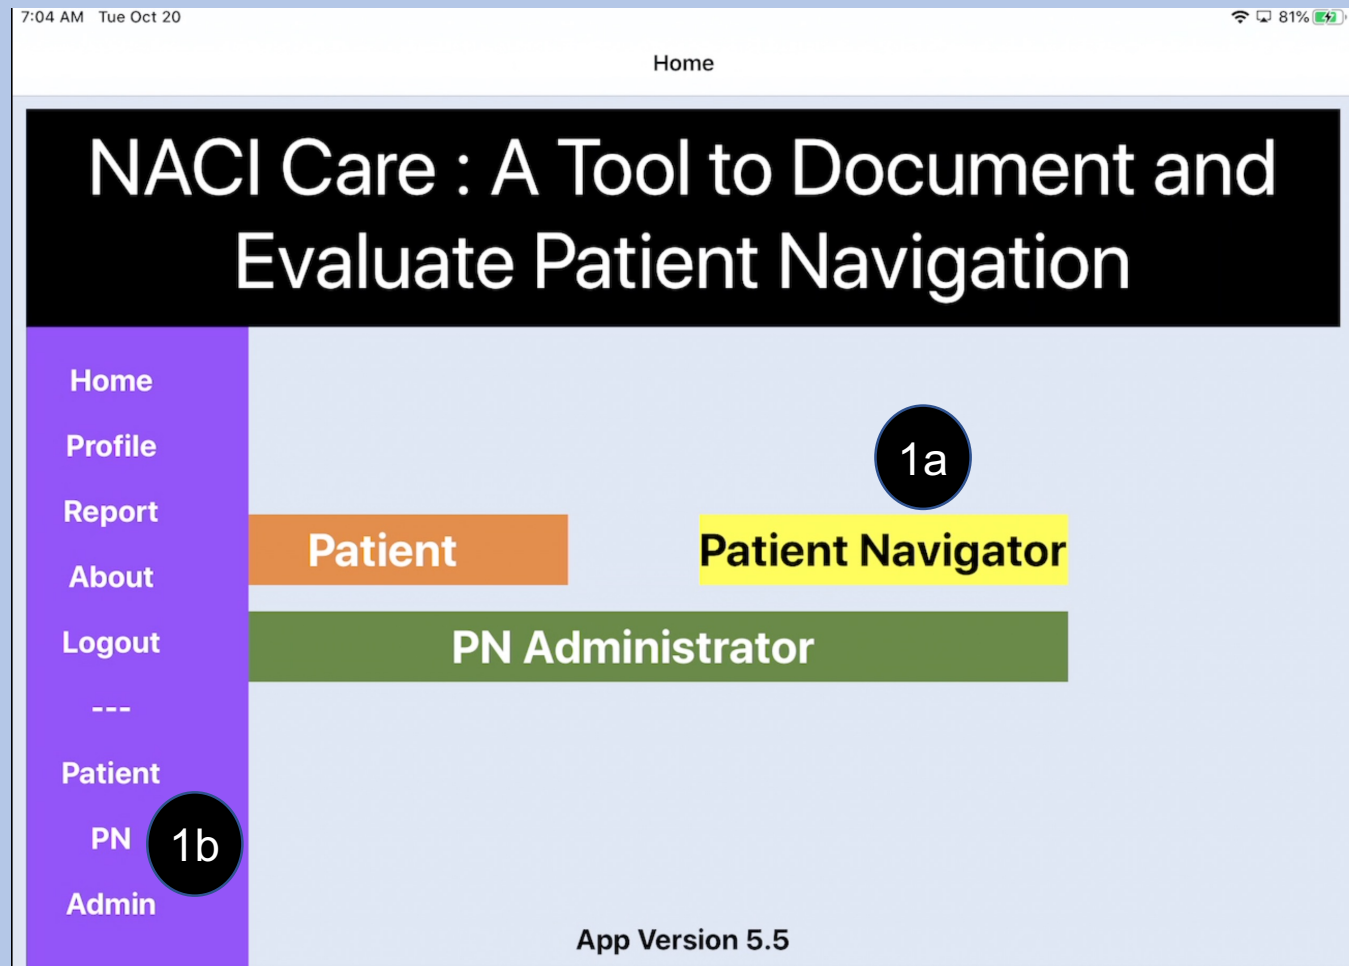 7:04 AM Tue Oct 20
81%
Home
NACI Care : A Tool to Document and
Evaluate Patient Navigation
Home
Profile
Report
About
Logout
---
Patient
PN
1b
Admin
1a
Patient
Patient Navigator
PN Administrator
App Version 5.5